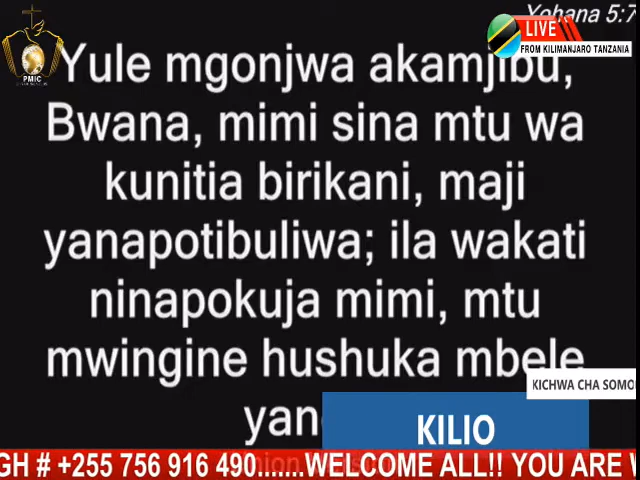 Yohana 5:7
LIVE
FROM KILIMANJARO TANZANIA
PMIC
Yule mgonjwa akamjibu,
Bwana, mimi sina mtu wa
kunitia birikani, maji
yanapotibuliwa; ila wakati
ninapokuja mimi, mtu
mwingine hushuka mbele
KICHWA CHA SOMO
KILIO
GH # +255 756 916 490.......WELCOME ALL!! YOU ARE W